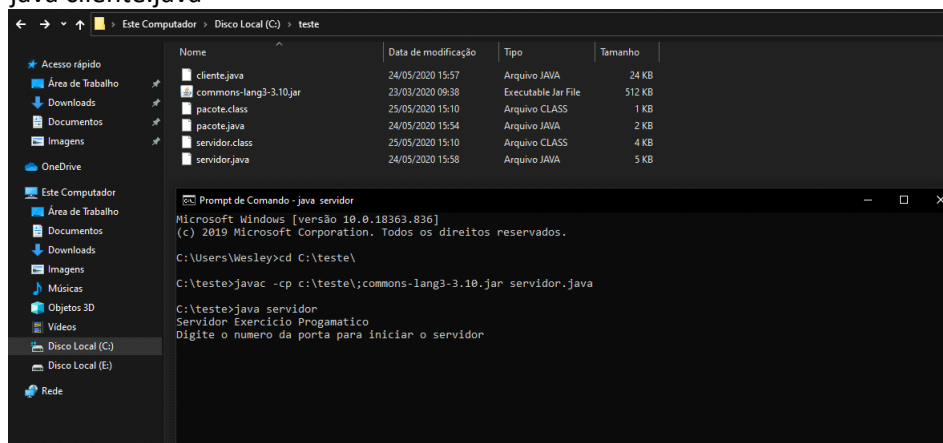 java cliente.java
Este Computador > Disco Local (C:) > teste
Nome Data de modificação Tipo Tamanho
Acesso rápido
Área de Trabalho
Downloads
Documentos
Imagens
OneDrive
Este Computador
Área de Trabalho
Documentos
Downloads
Imagens
Músicas
Objetos 3D
Vídeos
Disco Local (C:)
Disco Local (E:)
Rede
cliente.java 24/05/2020 15:57 Arquivo JAVA 24 KB
commons-lang3-3.10.jar 23/03/2020 09:38 Executable Jar File 512 KB
pacote.class 25/05/2020 15:10 Arquivo CLASS 1 KB
pacote.java 24/05/2020 15:54 Arquivo JAVA 2 KB
servidor.class 25/05/2020 15:10 Arquivo CLASS 4 KB
servidor.java 24/05/2020 15:58 Arquivo JAVA 5 KB
Prompt de Comando - java servidor
Microsoft Windows [versão 10.0.18363.836]
(c) 2019 Microsoft Corporation. Todos os direitos reservados.
C:\Users\Wesley>cd C:\teste\
C:\teste>javac -cp c:\teste\;commons-lang3-3.10.jar servidor.java
C:\teste>java servidor
Servidor Exercicio Progamatico
Digite o numero da porta para iniciar o servidor